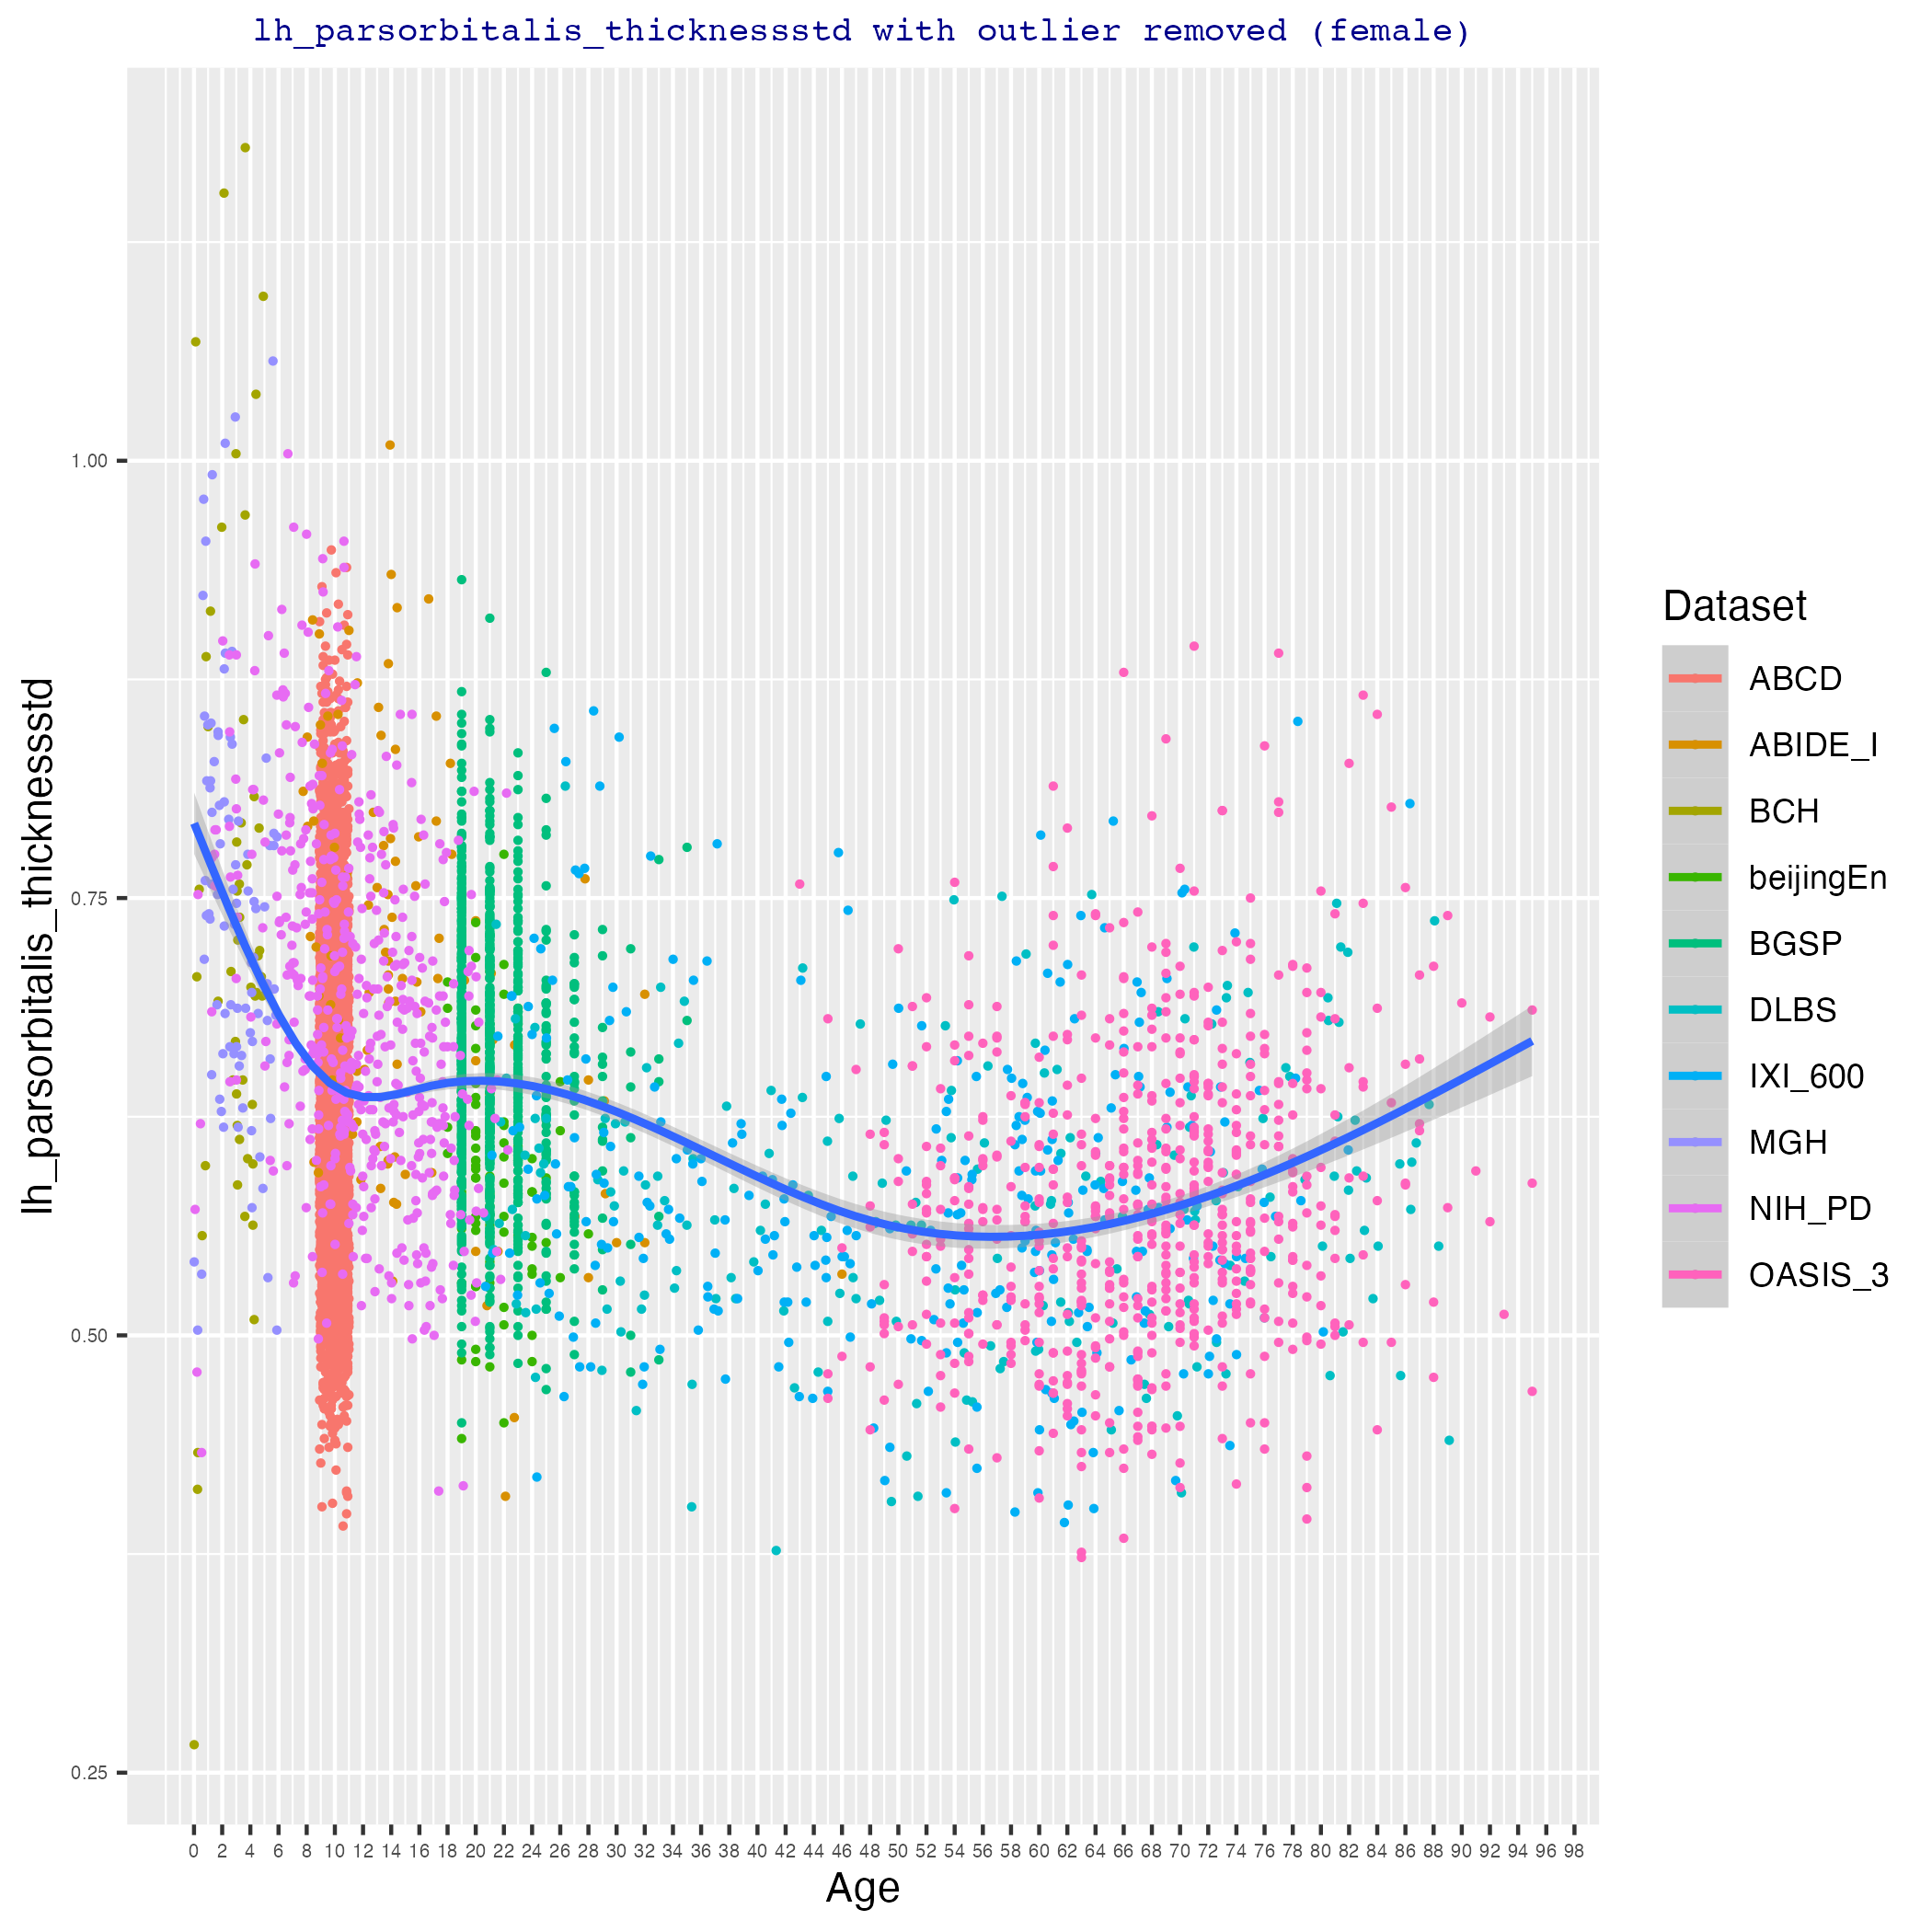 lh_parsorbitalis_thicknessstd with outlier removed (female)
lh_parsorbitalis_thicknessstd
1.00
0.75
0.50
0.25
0 2 4 6 8 10 12 14 16 18 20 22 24 26 28 30 32 34 36 38 40 42 44 46 48 50 52 54 56 58 60 62 64 66 68 70 72 74 76 78 80 82 84 86 88 90 92 94 96 98
Age
Dataset
ABCD
ABIDE_I
BCH
beijingEn
BGSP
DLBS
IXI_600
MGH
NIH_PD
OASIS_3